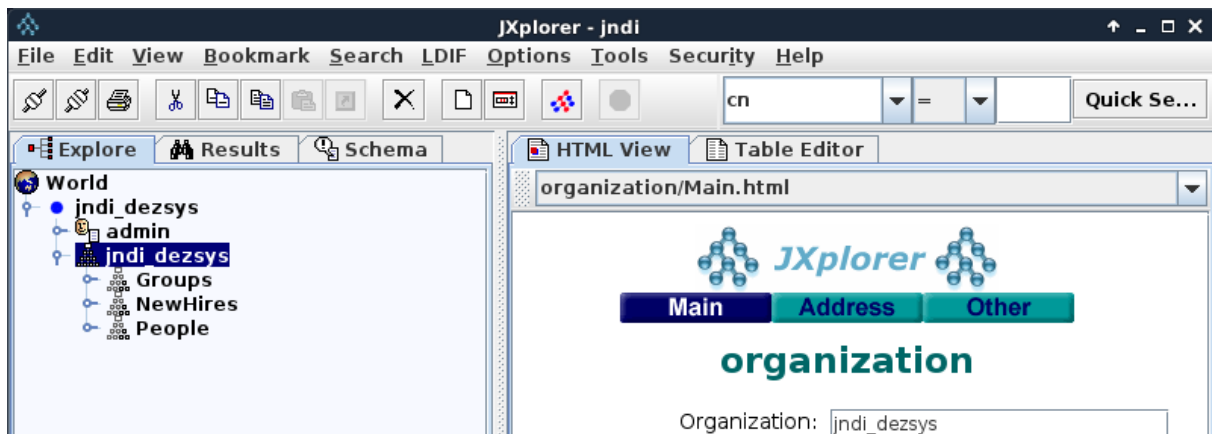 JXplorer - jndi
File Edit View Bookmark Search LDIF Options Tools Security Help
cn = Quick Se...
Explore Results Schema
HTML View Table Editor
World
jndi_dezsys
admin
jndi_dezsys
Groups
NewHires
People
organization/Main.html
JXplorer
Main Address Other
organization
Organization: jndi_dezsys